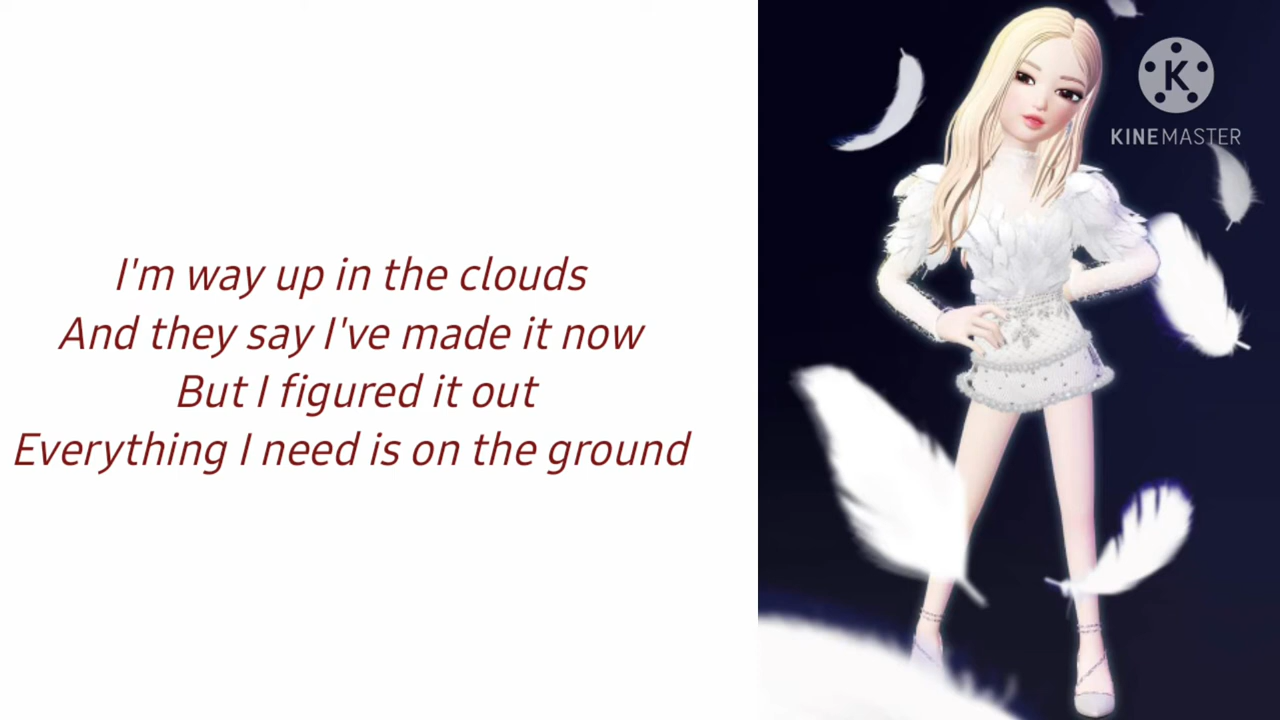 I'm way up in the clouds
And they say I've made it now
But I figured it out
Everything I need is on the ground
K
KINEMASTER